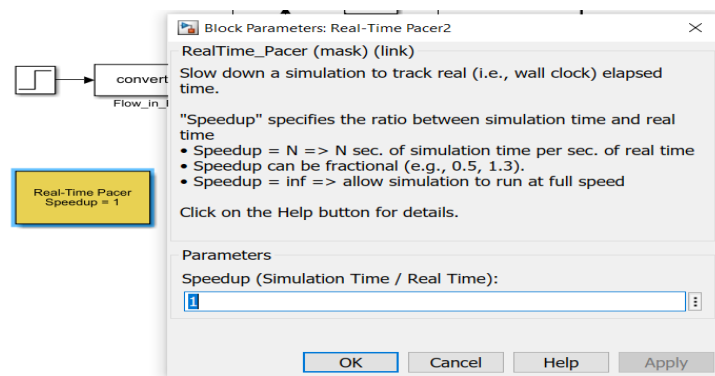 Block Parameters: Real-Time Pacer2
RealTime_Pacer (mask) (link)
Slow down a simulation to track real (i.e., wall clock) elapsed
time.
"Speedup" specifies the ratio between simulation time and real
time
• Speedup = N => N sec. of simulation time per sec. of real time
• Speedup can be fractional (e.g., 0.5, 1.3).
• Speedup = inf => allow simulation to run at full speed
Click on the Help button for details.
Parameters
Speedup (Simulation Time / Real Time):
1
OK Cancel Help Apply
convert
Flow_in_
Real-Time Pacer
Speedup = 1